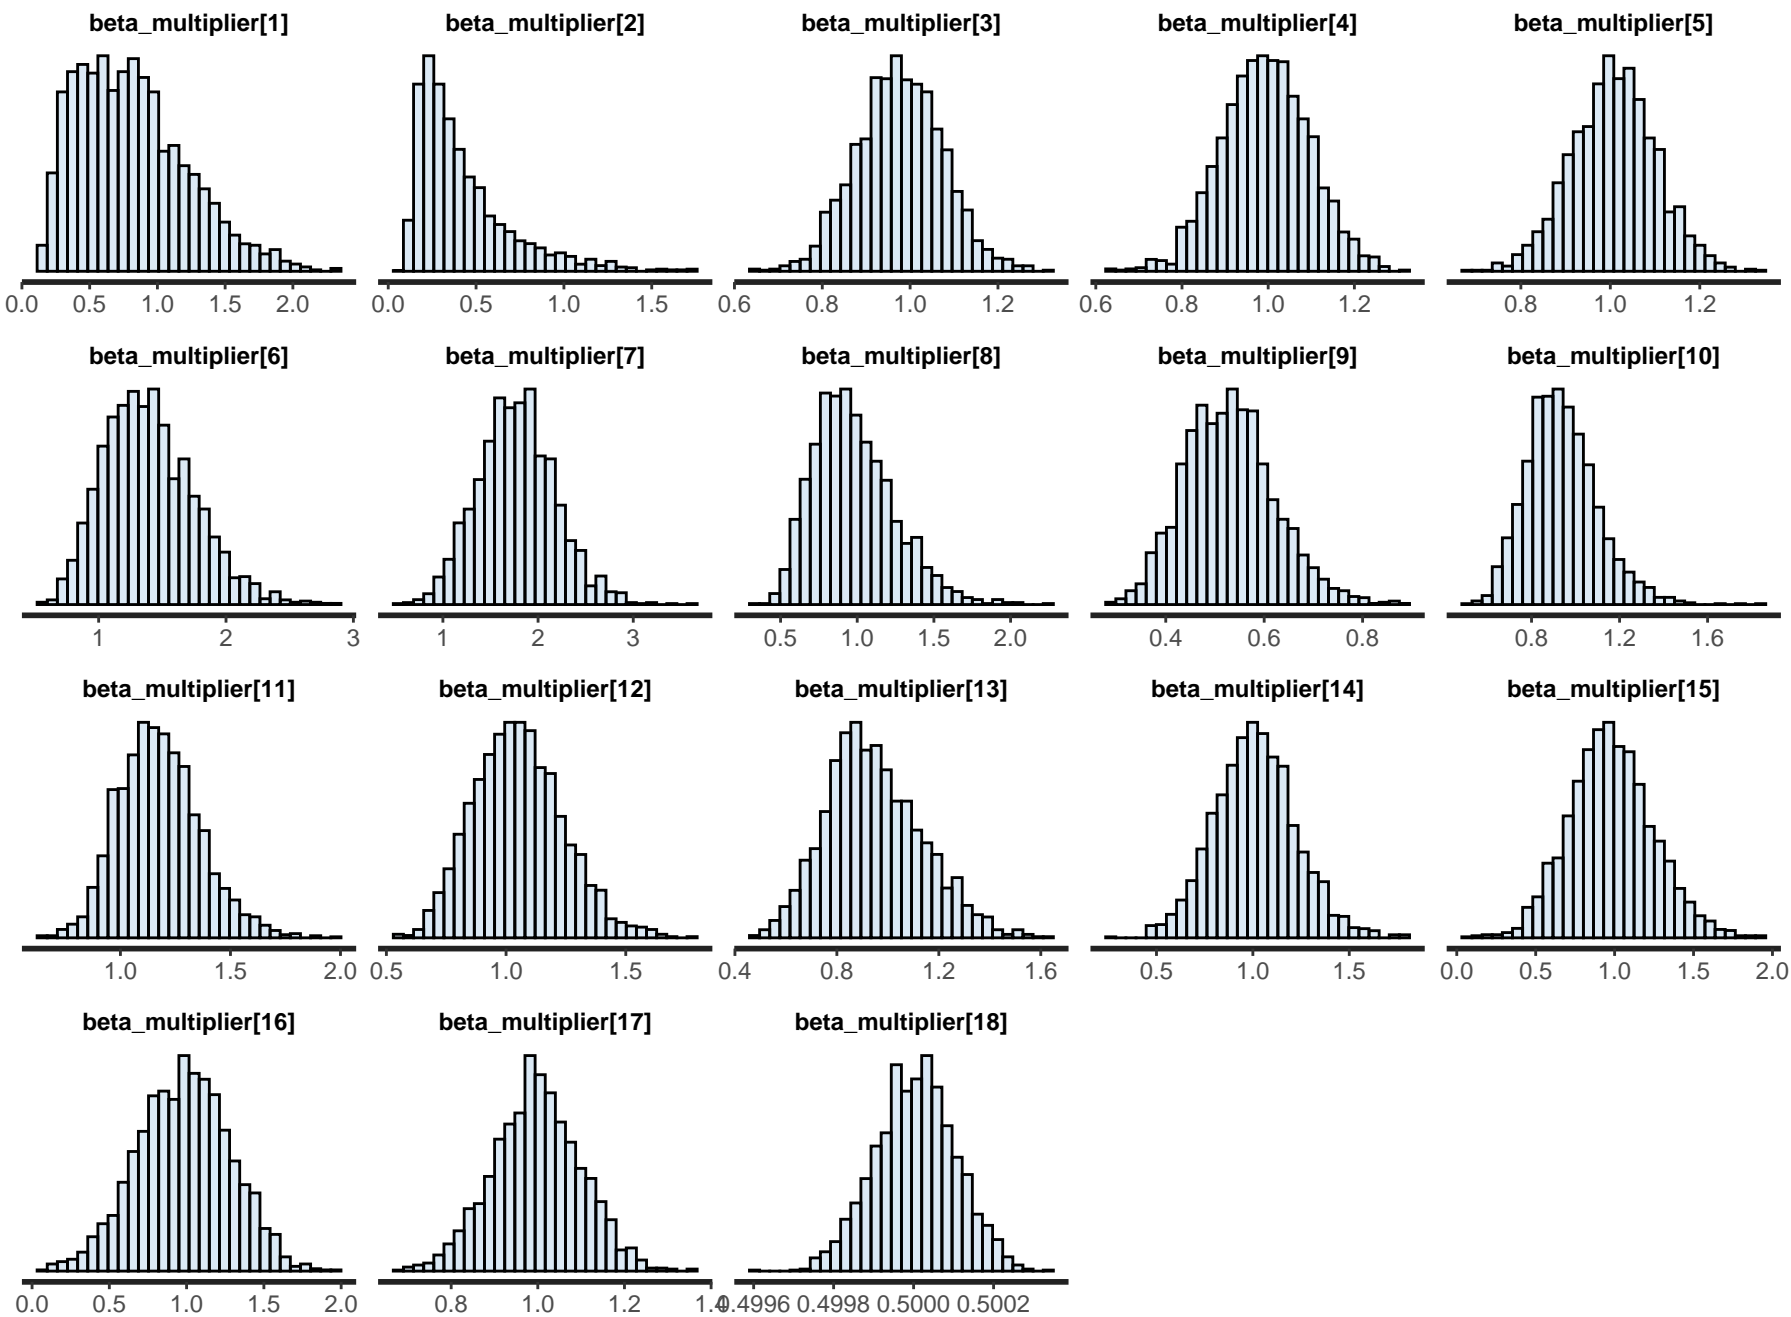 beta_multiplier[1] beta_multiplier[2] beta_multiplier[3] beta_multiplier[4] beta_multiplier[5]
0.0 0.5 1.0 1.5 2.0 0.0 0.5 1.0 1.5 0.6 0.8 1.0 1.2 0.6 0.8 1.0 1.2 0.8 1.0 1.2
beta_multiplier[6] beta_multiplier[7] beta_multiplier[8] beta_multiplier[9] beta_multiplier[10]
1 2 3 1 2 3 0.5 1.0 1.5 2.0 0.4 0.6 0.8 0.8 1.2 1.6
beta_multiplier[11] beta_multiplier[12] beta_multiplier[13] beta_multiplier[14] beta_multiplier[15]
1.0 1.5 2.0 0.5 1.0 1.5 0.4 0.8 1.2 1.6 0.5 1.0 1.5 0.0 0.5 1.0 1.5 2.0
beta_multiplier[16] beta_multiplier[17] beta_multiplier[18]
0.0 0.5 1.0 1.5 2.0 0.8 1.0 1.2 1.4 0.4996 0.4998 0.5000 0.5002